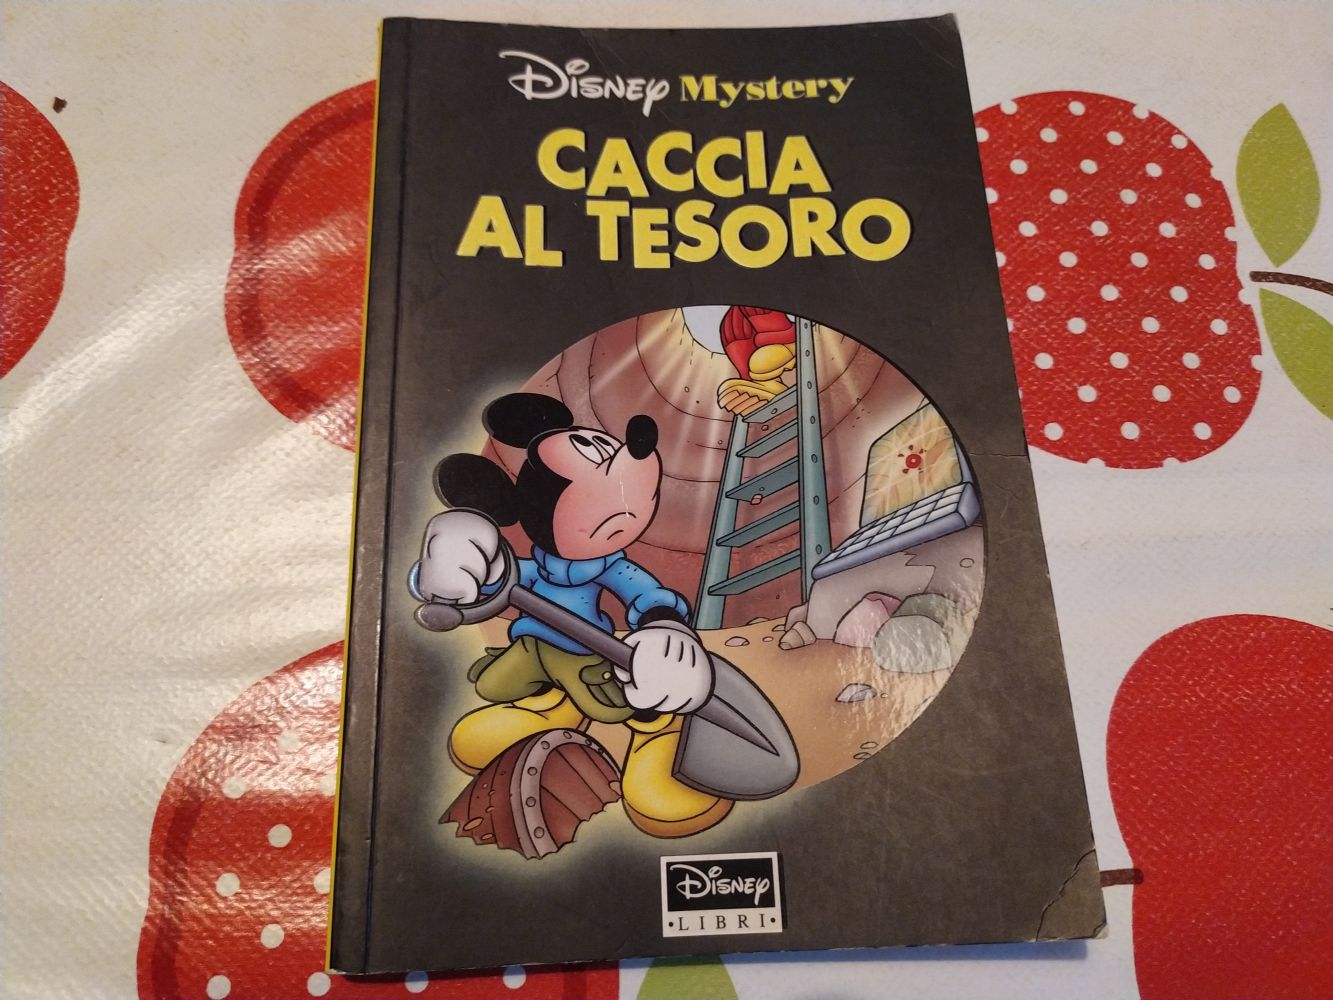 Disney Mystery
CACCIA
AL TESORO
Disney
• LIBRI •